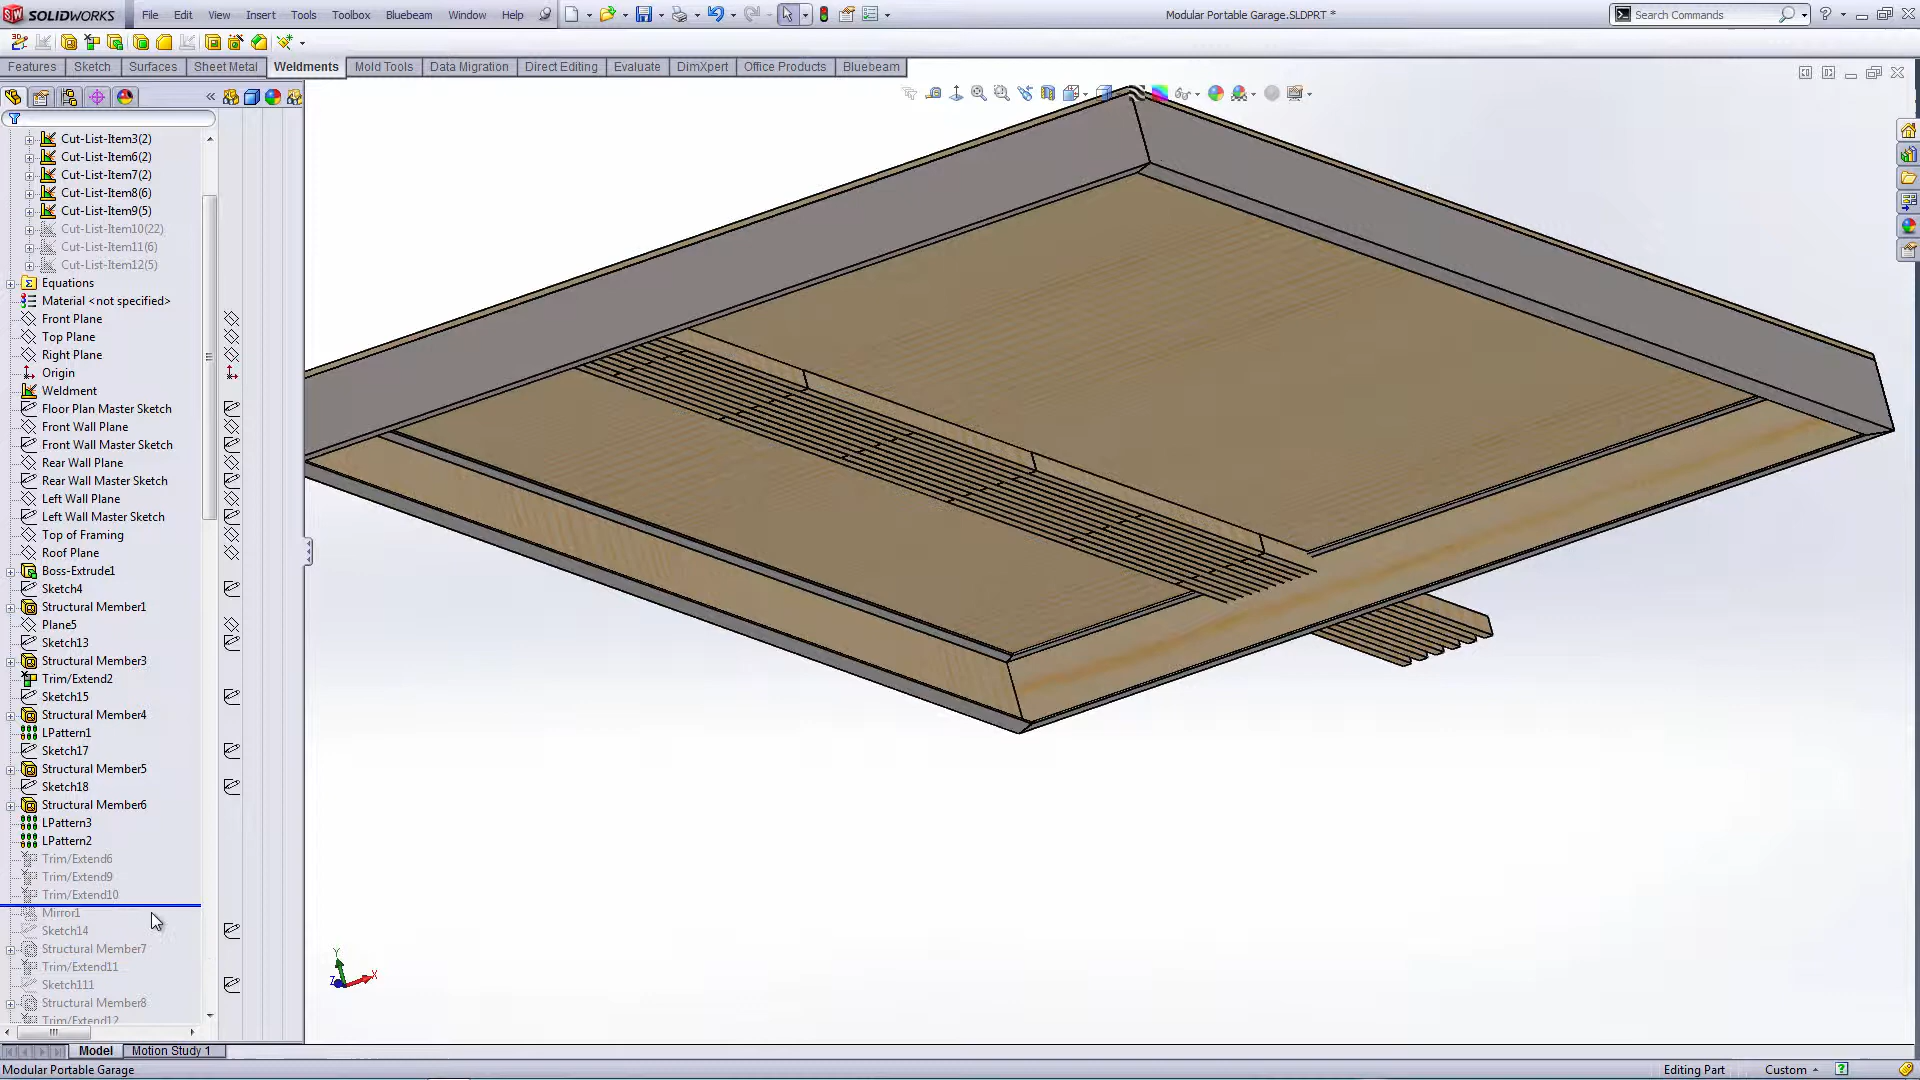 SOLIDWORKS File Edit View Insert Tools Toolbox Bluebeam Window Help Modular Portable Garage.SLDPRT * Search Commands
Features Sketch Surfaces Sheet Metal Weldments Mold Tools Data Migration Direct Editing Evaluate DimXpert Office Products Bluebeam
Cut-List-Item3(2)
Cut-List-Item6(2)
Cut-List-Item7(2)
Cut-List-Item8(6)
Cut-List-Item9(5)
Cut-List-Item10(22)
Cut-List-Item11(6)
Cut-List-Item12(5)
Equations
Material <not specified>
Front Plane
Top Plane
Right Plane
Origin
Weldment
Floor Plan Master Sketch
Front Wall Plane
Front Wall Master Sketch
Rear Wall Plane
Rear Wall Master Sketch
Left Wall Plane
Left Wall Master Sketch
Top of Framing
Roof Plane
Boss-Extrude1
Sketch4
Structural Member1
Plane5
Sketch13
Structural Member3
Trim/Extend2
Sketch15
Structural Member4
LPattern1
Sketch17
Structural Member5
Sketch18
Structural Member6
LPattern3
LPattern2
Trim/Extend6
Trim/Extend9
Trim/Extend10
Mirror1
Sketch14
Structural Member7
Trim/Extend11
Sketch111
Structural Member8
Trim/Extend12
Y
X
Z
Model Motion Study 1
Modular Portable Garage Editing Part Custom